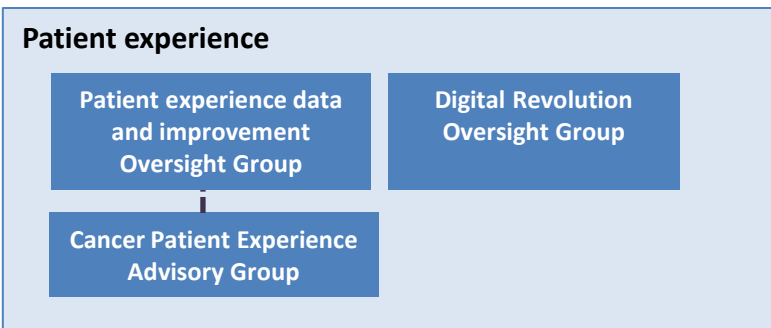 Patient experience
Patient experience data
and improvement
Oversight Group
Digital Revolution
Oversight Group
Cancer Patient Experience
Advisory Group